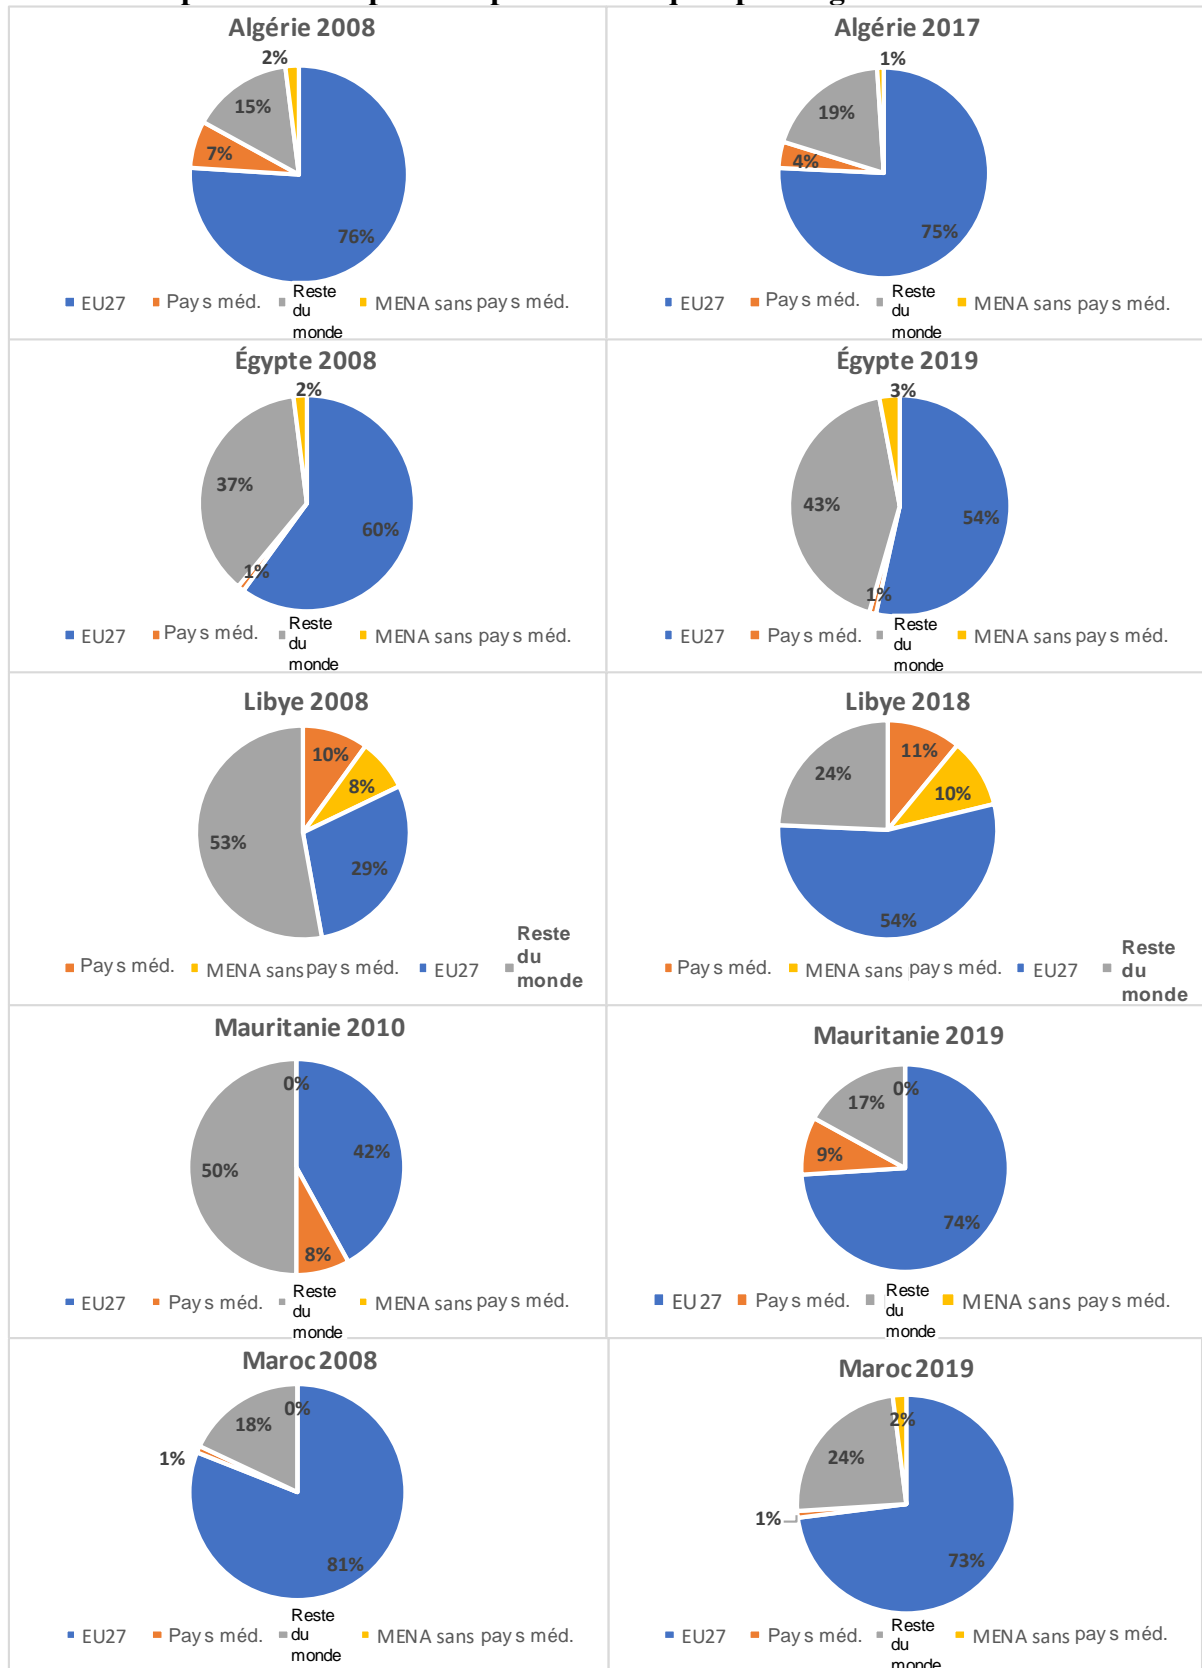 Algérie 2008
2%
15%
7%
76%
EU27 Pays méd. Reste du monde MENA sans pays méd.
Algérie 2017
1%
19%
4%
75%
EU27 Pays méd. Reste du monde MENA sans pays méd.
Égypte 2008
2%
37%
60%
1%
EU27 Pays méd. Reste du monde MENA sans pays méd.
Égypte 2019
3%
43%
54%
1%
EU27 Pays méd. Reste du monde MENA sans pays méd.
Libye 2008
10%
8%
53%
29%
Pays méd. MENA sans pays méd. EU27 Reste du monde
Libye 2018
11%
24%
10%
54%
Pays méd. MENA sans pays méd. EU27 Reste du monde
Mauritanie 2010
0%
42%
50%
8%
EU27 Pays méd. Reste du monde MENA sans pays méd.
Mauritanie 2019
0%
17%
9%
74%
EU27 Pays méd. Reste du monde MENA sans pays méd.
Maroc 2008
0%
18%
1%
81%
EU27 Pays méd. Reste du monde MENA sans pays méd.
Maroc 2019
2%
24%
1%
73%
EU27 Pays méd. Reste du monde MENA sans pays méd.